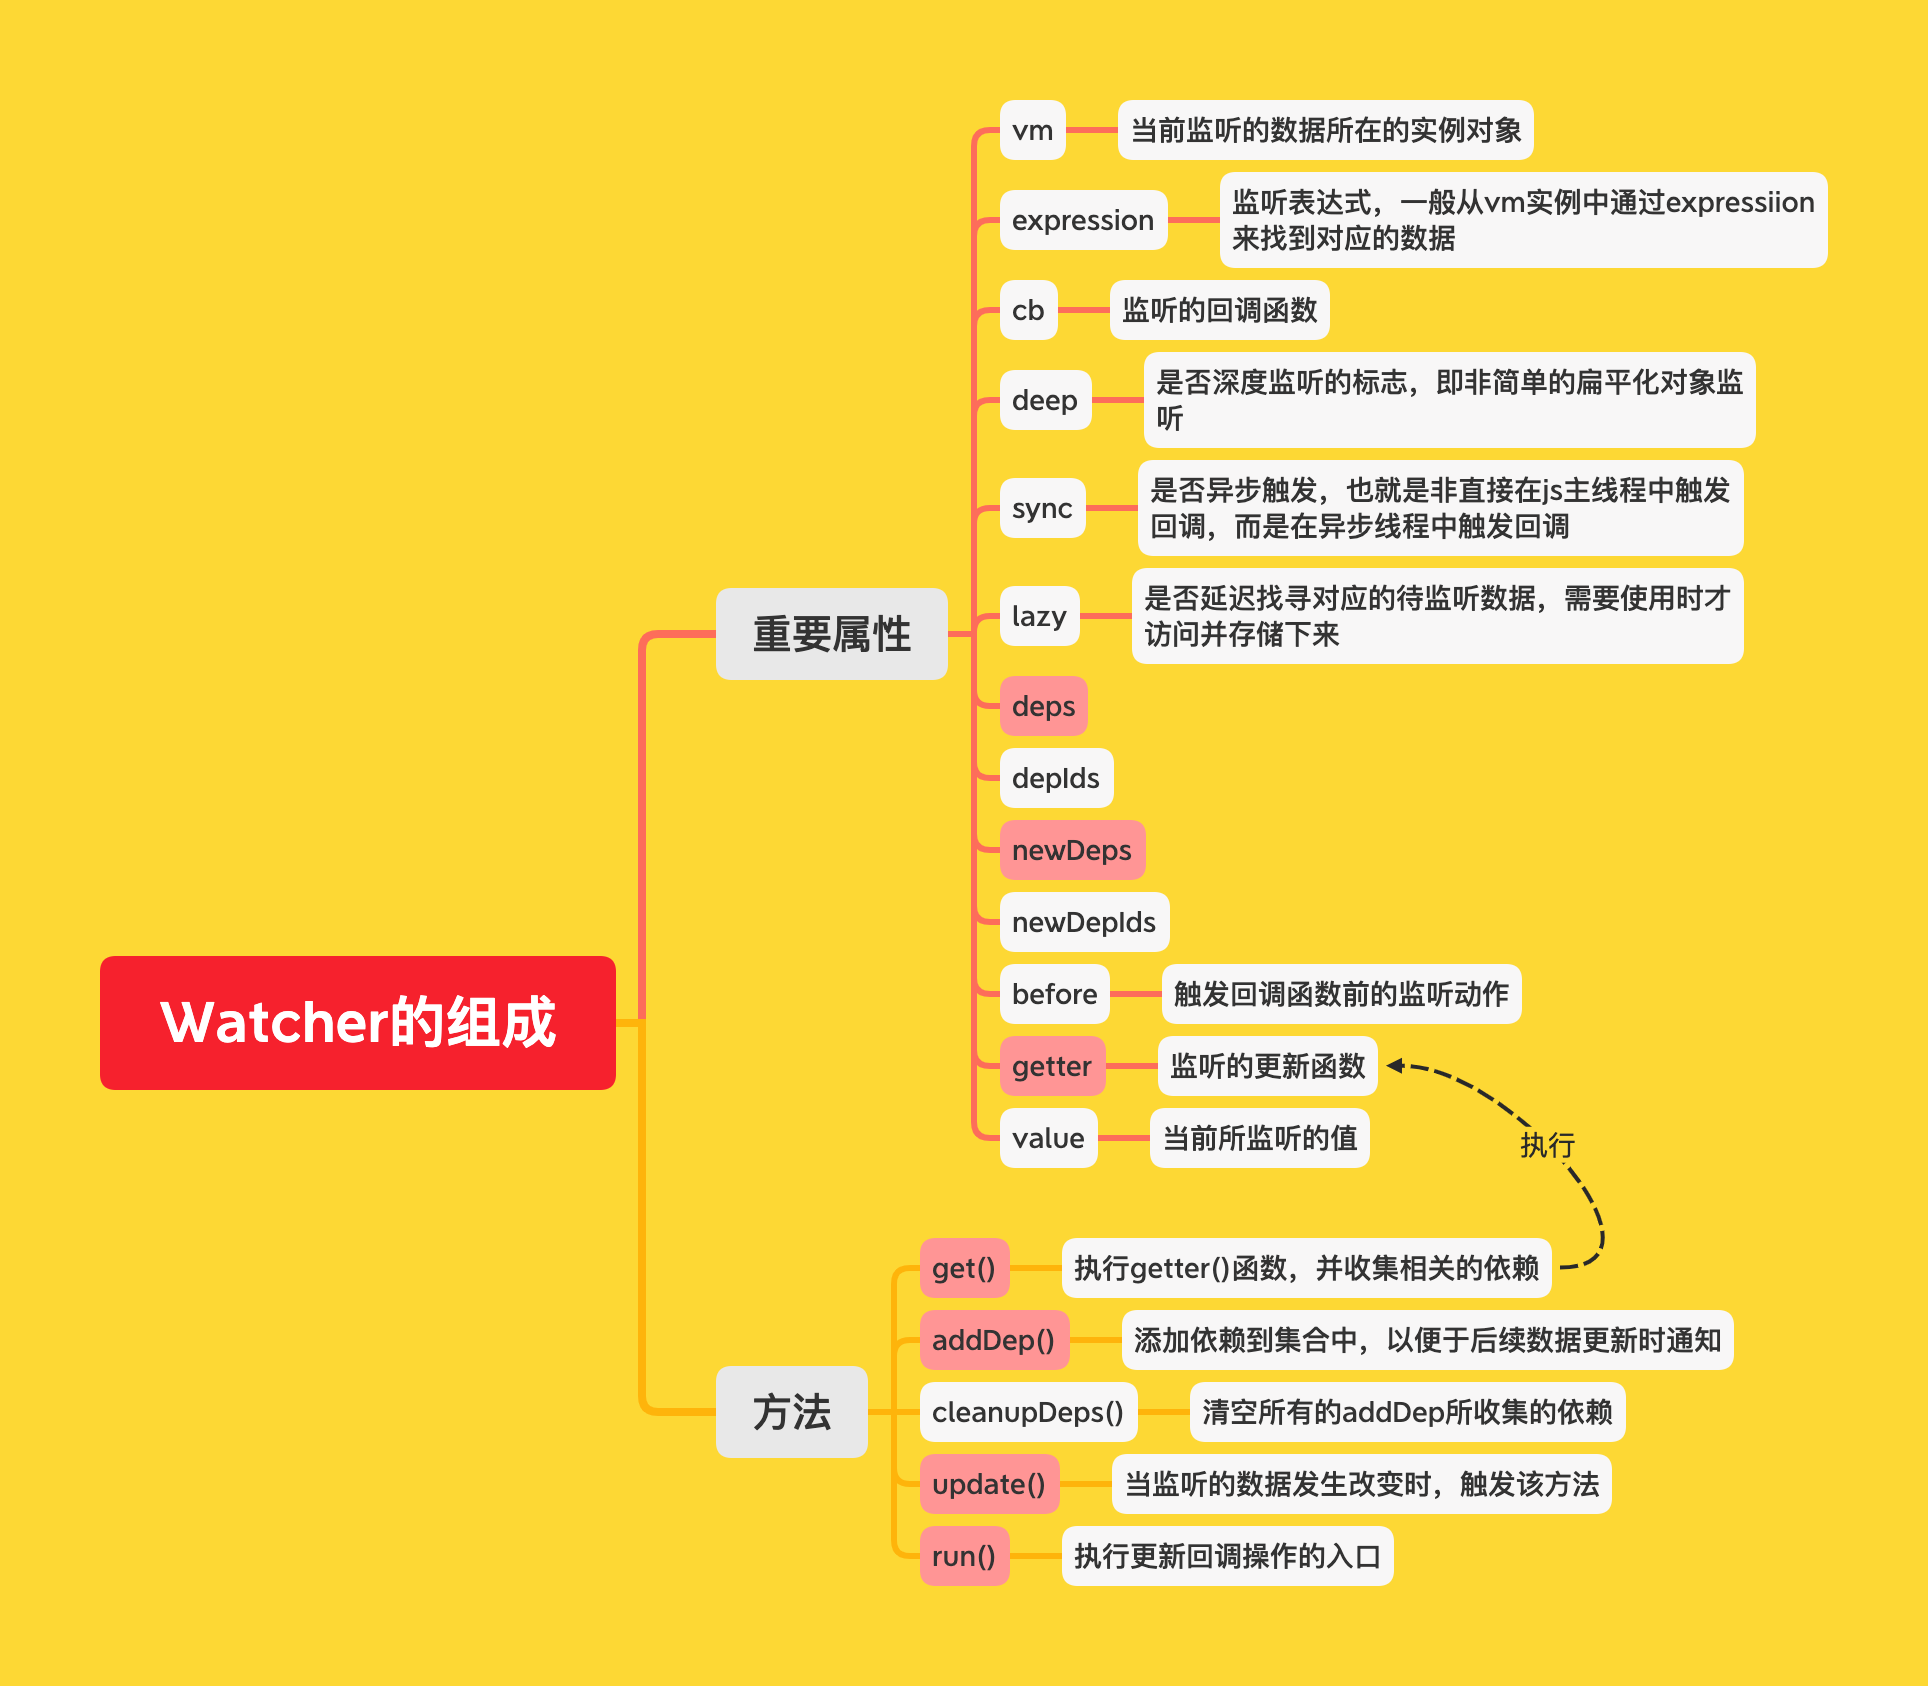 Watcher的组成
重要属性
vm
当前监听的数据所在的实例对象
expression
监听表达式，一般从vm实例中通过expressiion
来找到对应的数据
cb
监听的回调函数
deep
是否深度监听的标志，即非简单的扁平化对象监
听
sync
是否异步触发，也就是非直接在js主线程中触发
回调，而是在异步线程中触发回调
lazy
是否延迟找寻对应的待监听数据，需要使用时才
访问并存储下来
deps
depIds
newDeps
newDepIds
before
触发回调函数前的监听动作
getter
监听的更新函数
value
当前所监听的值
执行
方法
get()
执行getter()函数，并收集相关的依赖
addDep()
添加依赖到集合中，以便于后续数据更新时通知
cleanupDeps()
清空所有的addDep所收集的依赖
update()
当监听的数据发生改变时，触发该方法
run()
执行更新回调操作的入口